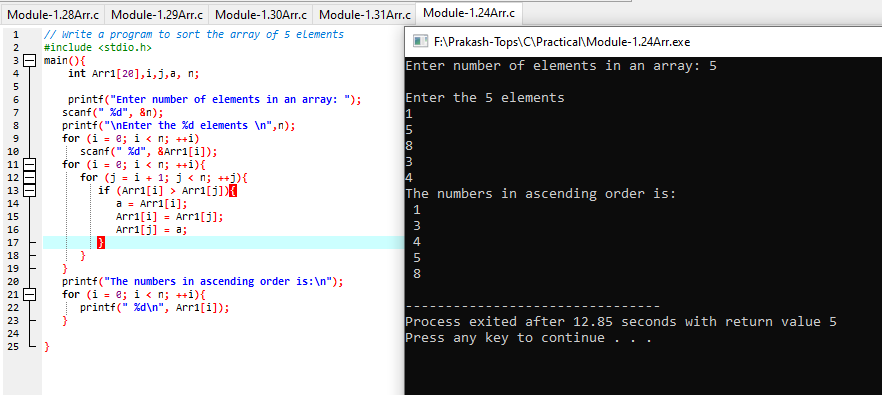 Module-1.28Arr.c Module-1.29Arr.c Module-1.30Arr.c Module-1.31Arr.c Module-1.24Arr.c
1 // Write a program to sort the array of 5 elements
2 #include <stdio.h>
3 main(){
4 int Arr1[20],i,j,a, n;
5
6 printf("Enter number of elements in an array: ");
7 scanf(" %d", &n);
8 printf("\nEnter the %d elements \n",n);
9 for (i = 0; i < n; ++i)
10 scanf(" %d", &Arr1[i]);
11 for (i = 0; i < n; ++i){
12 for (j = i + 1; j < n; ++j){
13 if (Arr1[i] > Arr1[j]){
14 a = Arr1[i];
15 Arr1[i] = Arr1[j];
16 Arr1[j] = a;
17 }
18 }
19 }
20 printf("The numbers in ascending order is:\n");
21 for (i = 0; i < n; ++i){
22 printf(" %d\n", Arr1[i]);
23 }
24
25 }
F:\Prakash-Tops\C\Practical\Module-1.24Arr.exe
Enter number of elements in an array: 5
Enter the 5 elements
1
5
8
3
4
The numbers in ascending order is:
1
3
4
5
8
--------------------------------
Process exited after 12.85 seconds with return value 5
Press any key to continue . . .